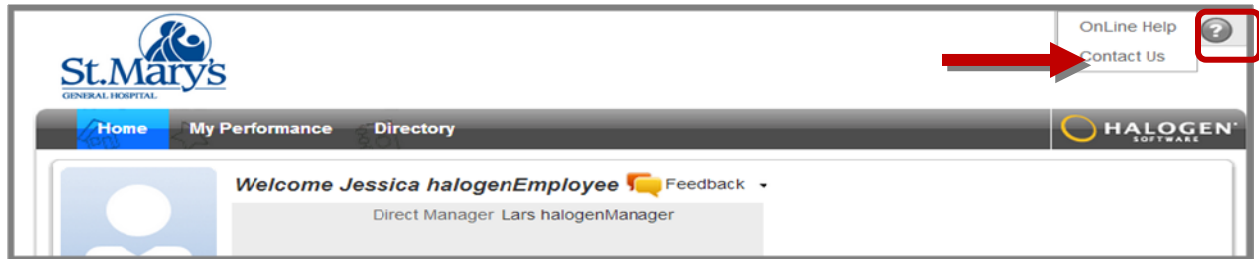 OnLine Help
?
Contact Us
St.Mary's
GENERAL HOSPITAL
Home My Performance Directory
HALOGEN
SOFTWARE
Welcome Jessica halogenEmployee Feedback
Direct Manager Lars halogenManager